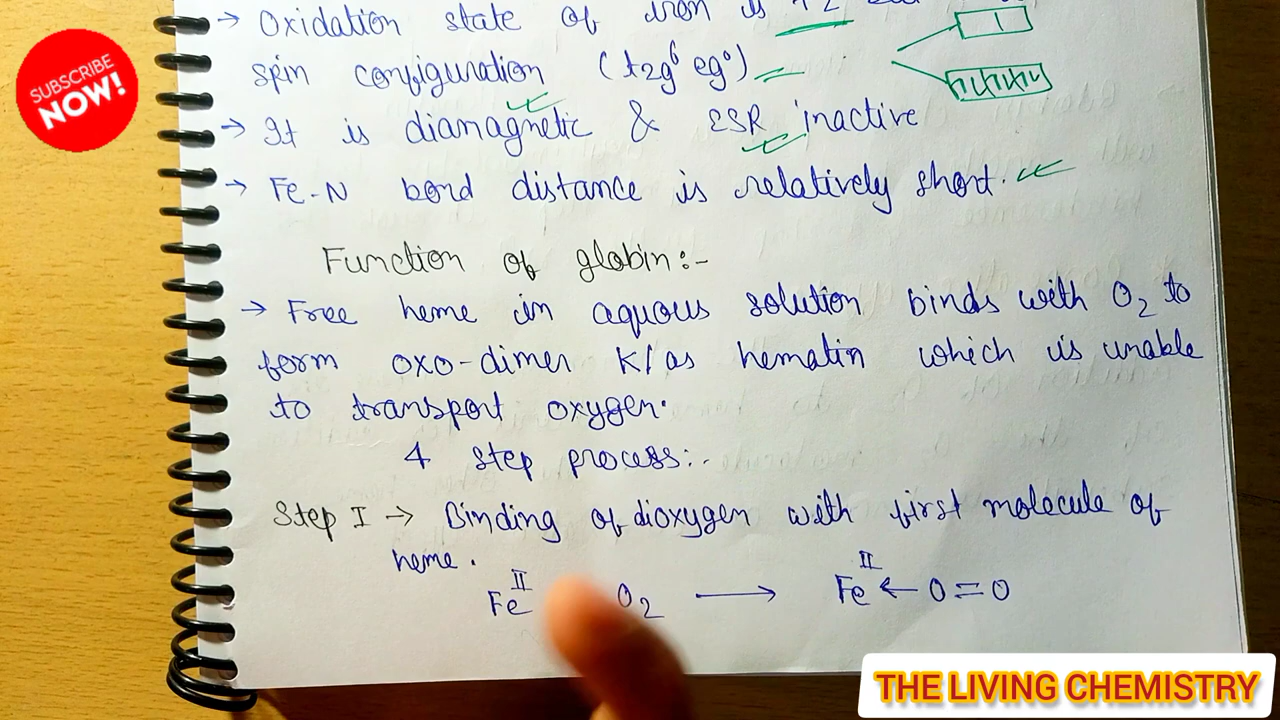 SUBSCRIBE
NOW!
→ Oxidation state of iron is +2
spin configuration (t2g⁶ eg⁰)
→ It is diamagnetic & ESR inactive
→ Fe-N bond distance is relatively short.
Function of globin:-
→ Free heme in aquous solution binds with O₂ to
form oxo-dimer K/as hematin which is unable
to transport oxygen.
4 step process:-
Step I → Binding of dioxygen with first molecule of
heme.
Feᴵᴵ O₂ ⟶ Feᴵᴵ ← O=O
THE LIVING CHEMISTRY